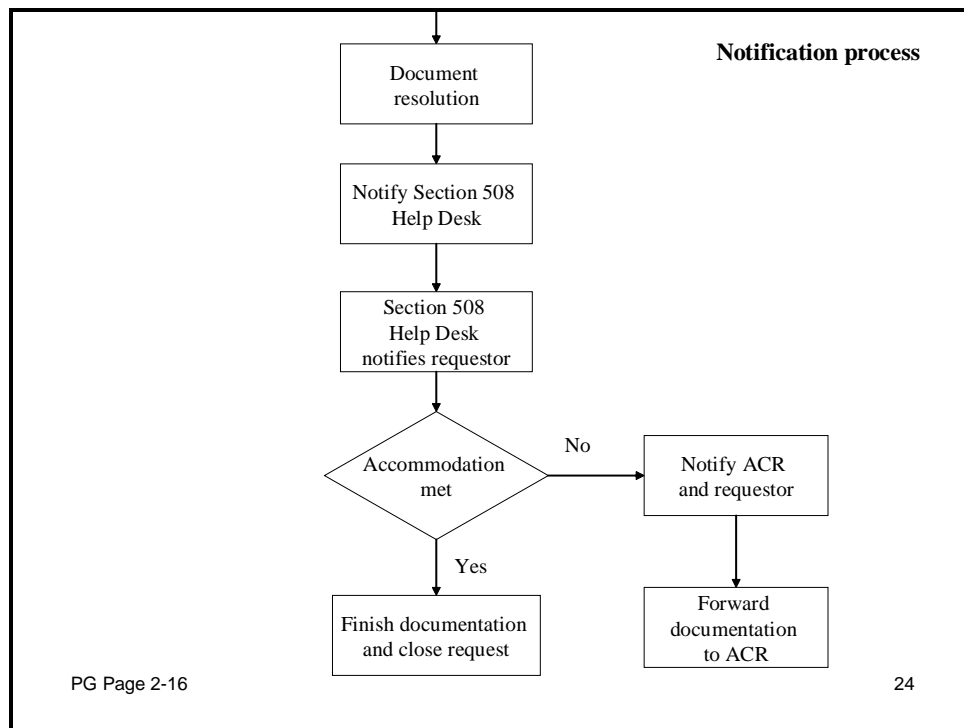 Notification process
Document
resolution
Notify Section 508
Help Desk
Section 508
Help Desk
notifies requestor
Accommodation
met
No
Notify ACR
and requestor
Yes
Finish documentation
and close request
Forward
documentation
to ACR
PG Page 2-16
24